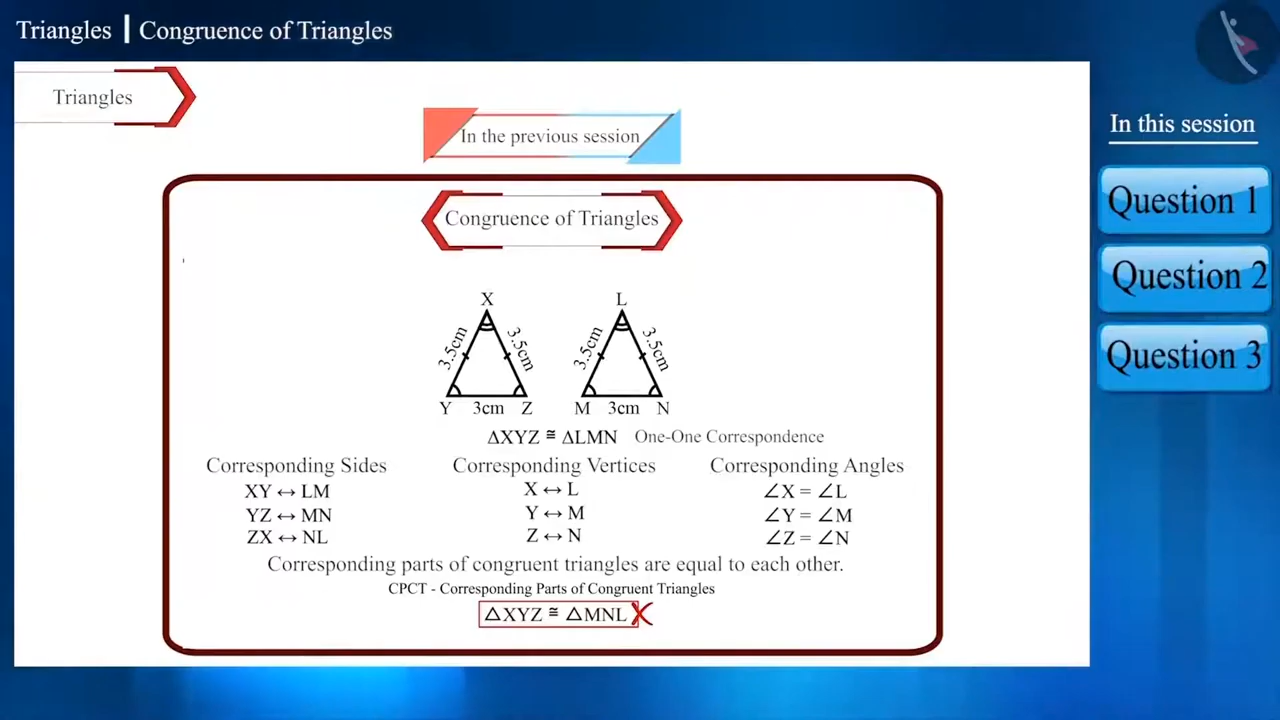 Triangles | Congruence of Triangles
Triangles
In the previous session
In this session
Question 1
Question 2
Question 3
Congruence of Triangles
X
L
3.5cm 3.5cm 3.5cm 3.5cm
Y 3cm Z M 3cm N
ΔXYZ ≅ ΔLMN One-One Correspondence
Corresponding Sides Corresponding Vertices Corresponding Angles
XY ↔ LM X ↔ L ∠X = ∠L
YZ ↔ MN Y ↔ M ∠Y = ∠M
ZX ↔ NL Z ↔ N ∠Z = ∠N
Corresponding parts of congruent triangles are equal to each other.
CPCT - Corresponding Parts of Congruent Triangles
△XYZ ≅ △MNL X